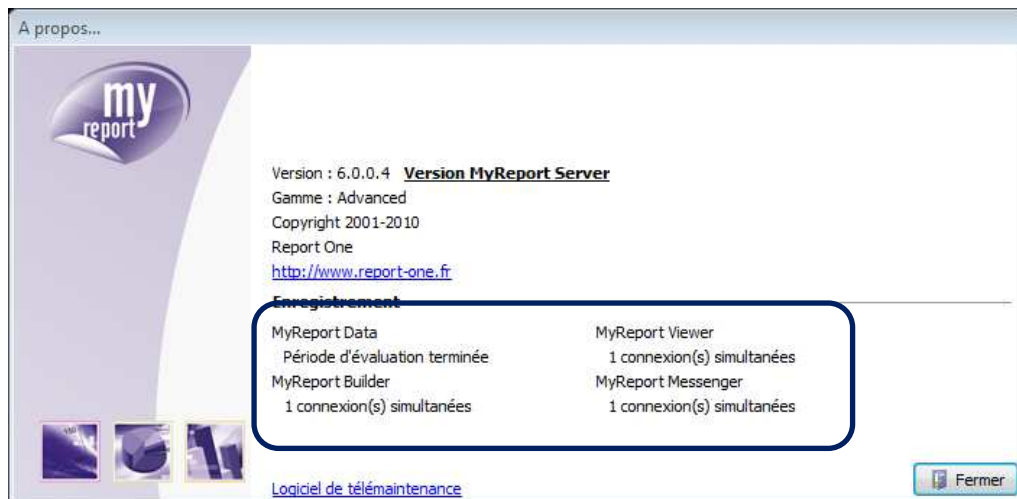 A propos...
my
report
Version : 6.0.0.4 Version MyReport Server
Gamme : Advanced
Copyright 2001-2010
Report One
http://www.report-one.fr
Enregistrement
MyReport Data
Période d'évaluation terminée
MyReport Builder
1 connexion(s) simultanées
MyReport Viewer
1 connexion(s) simultanées
MyReport Messenger
1 connexion(s) simultanées
Logiciel de télémaintenance
Fermer